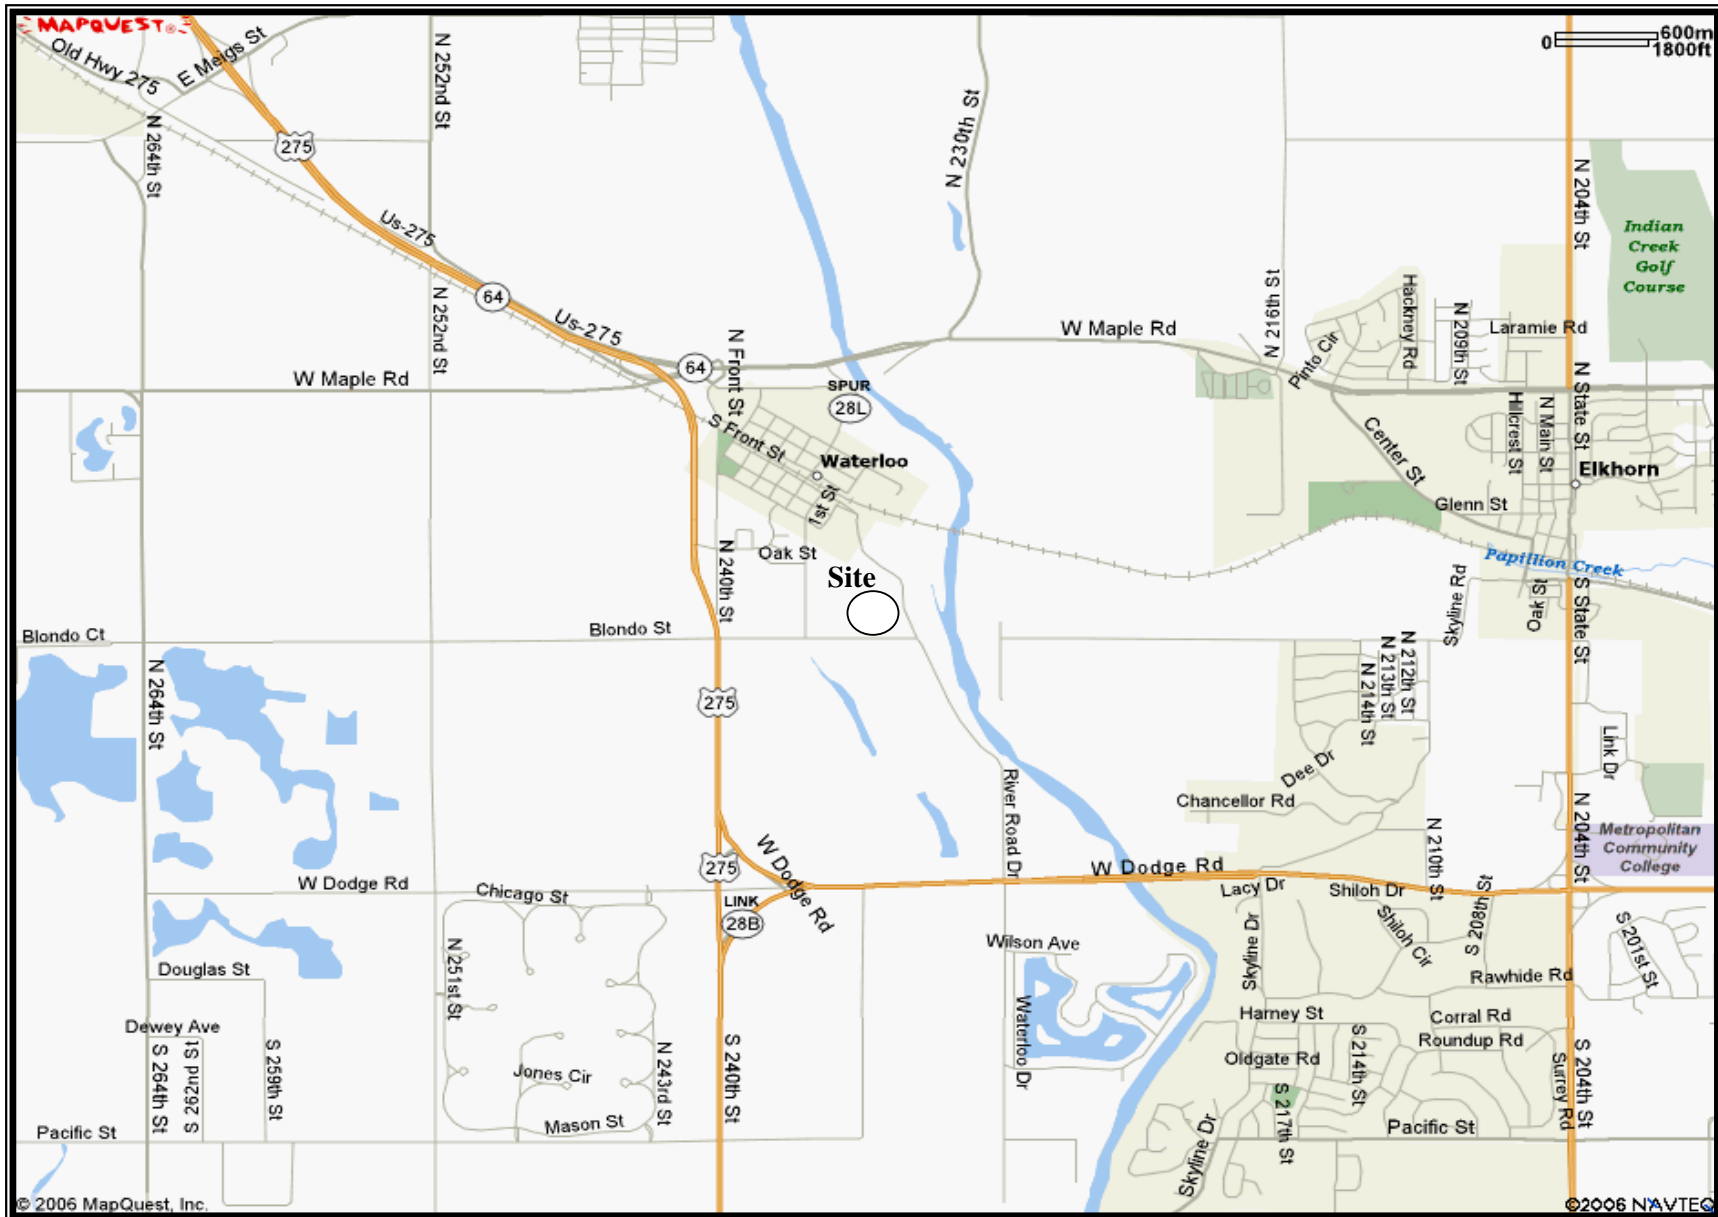 MAPQUEST®
600m
0
1800ft
Old Hwy 275
E Meigs St
N 252nd St
N 264th St
275
N 230th St
N 204th St
Indian
Creek
Golf
Course
Us-275
64
N 252nd St
Us-275
N 216th St
Hackney Rd
N 209th St
Laramie Rd
W Maple Rd
Pinto Cir
N Front St
64
W Maple Rd
SPUR
28L
N State St
S Front St
Hillcrest St
N Main St
Center St
Waterloo
Elkhorn
1st St
Glenn St
Oak St
N 240th St
Papillion Creek
Site
Skyline Rd
Oak St
S State St
Blondo Ct
Blondo St
N 264th St
N 212th St
N 213th St
N 214th St
275
Link Dr
Dee Dr
River Road Dr
Chancellor Rd
N 204th St
N 210th St
Metropolitan
Community
College
275
W Dodge Rd
W Dodge Rd
W Dodge Rd
Chicago St
Lacy Dr
Shiloh Dr
LINK
28B
S 208th St
Shiloh Cir
S 201st St
Wilson Ave
Skyline Dr
Douglas St
N 251st St
Rawhide Rd
Waterloo Dr
Harney St
Corral Rd
Roundup Rd
Dewey Ave
S 264th St
S 262nd St
S 259th St
N 243rd St
S 240th St
Oldgate Rd
S 214th St
Surrey Rd
S 204th St
Jones Cir
S 217th St
Mason St
Pacific St
Pacific St
Skyline Dr
© 2006 MapQuest, Inc.
©2006 NAVTEQ